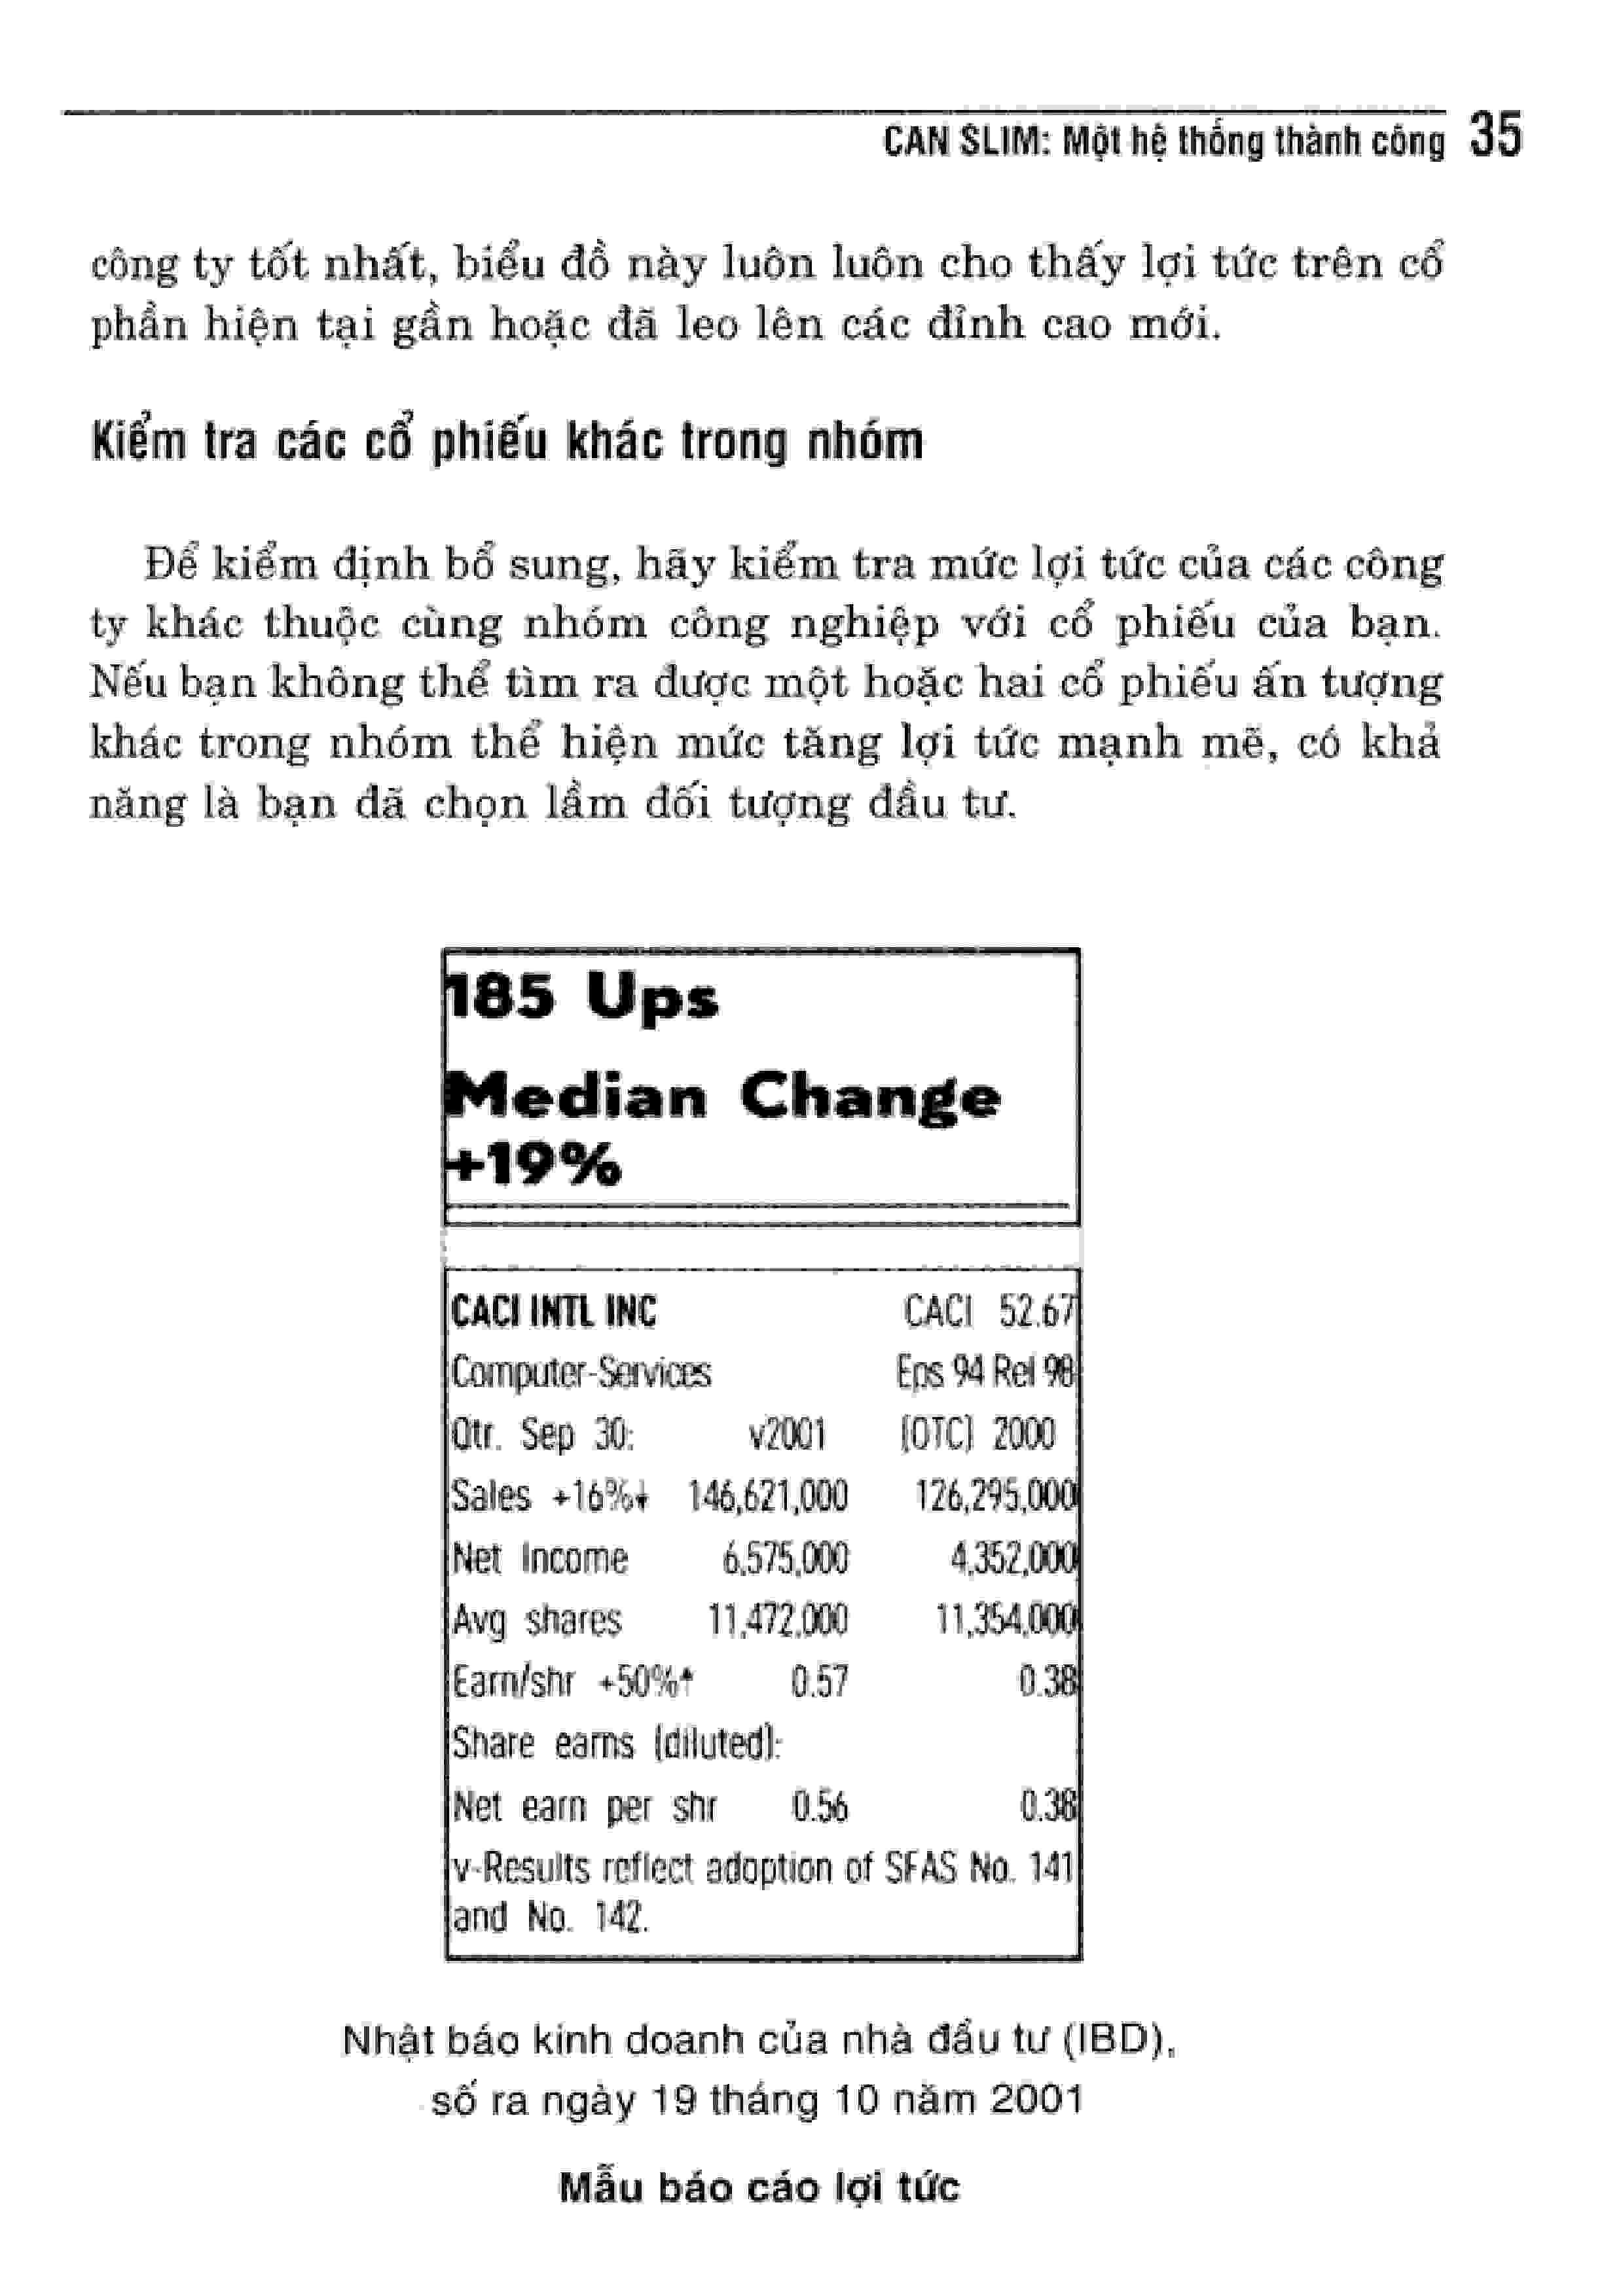 CAN SLIM: Một hệ thống thành công 35
công ty tốt nhất, biểu đồ này luôn luôn cho thấy lợi tức trên cổ
phần hiện tại gần hoặc đã leo lên các đỉnh cao mới.
Kiểm tra các cổ phiếu khác trong nhóm
Để kiểm định bổ sung, hãy kiểm tra mức lợi tức của các công
ty khác thuộc cùng nhóm công nghiệp với cổ phiếu của bạn.
Nếu bạn không thể tìm ra được một hoặc hai cổ phiếu ấn tượng
khác trong nhóm thể hiện mức tăng lợi tức mạnh mẽ, có khả
năng là bạn đã chọn lầm đối tượng đầu tư.
185 Ups
Median Change
+19%
CACI INTL INC CACI 52.67
Computer-Services Eps 94 Rel 98
Qtr. Sep 30: v2001 (OTC) 2000
Sales +16%↓ 146,621,000 126,295,000
Net Income 6,575,000 4,352,000
Avg shares 11,472,000 11,354,000
Earn/shr +50%↑ 0.57 0.38
Share earns (diluted):
Net earn per shr 0.56 0.38
v-Results reflect adoption of SFAS No. 141
and No. 142.
Nhật báo kinh doanh của nhà đầu tư (IBD),
số ra ngày 19 tháng 10 năm 2001
Mẫu báo cáo lợi tức